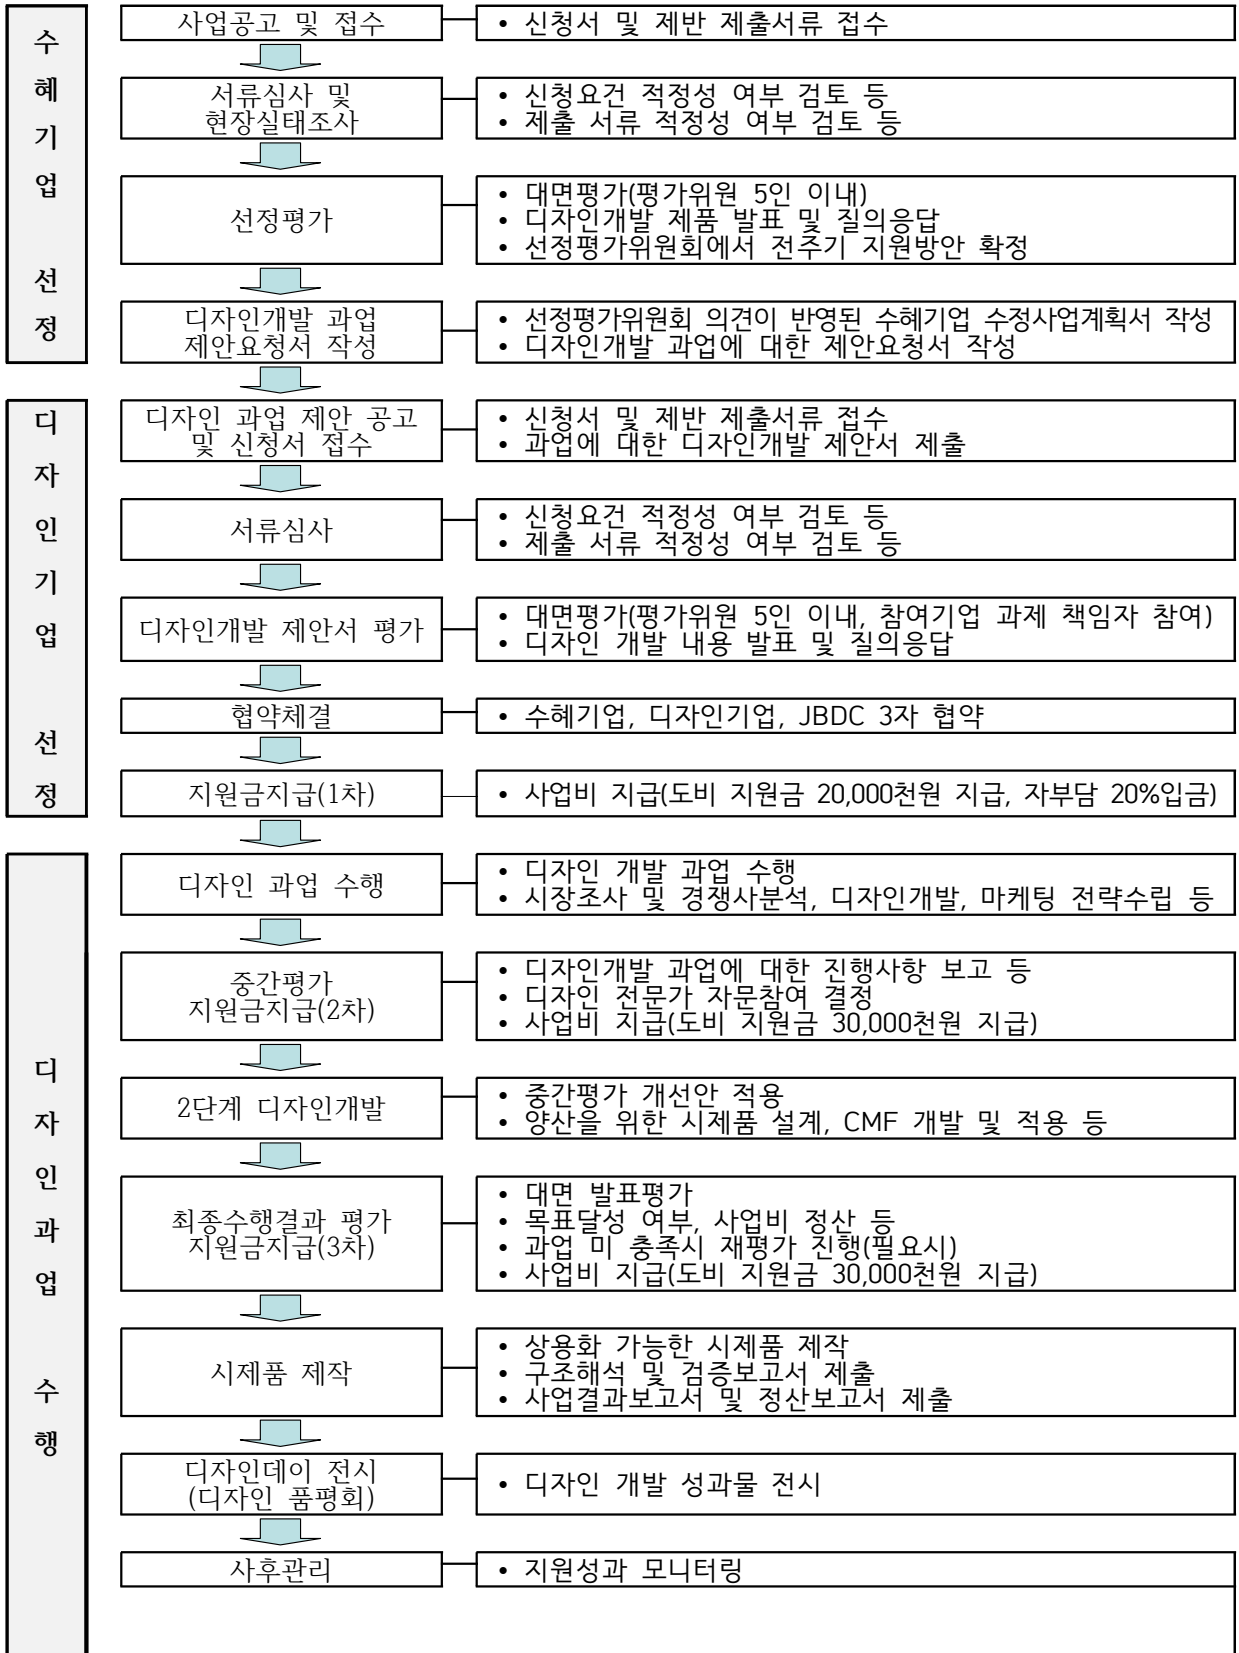 수혜기업 선정
사업공고 및 접수
• 신청서 및 제반 제출서류 접수
서류심사 및
현장실태조사
• 신청요건 적정성 여부 검토 등
• 제출 서류 적정성 여부 검토 등
선정평가
• 대면평가(평가위원 5인 이내)
• 디자인개발 제품 발표 및 질의응답
• 선정평가위원회에서 전주기 지원방안 확정
디자인개발 과업
제안요청서 작성
• 선정평가위원회 의견이 반영된 수혜기업 수정사업계획서 작성
• 디자인개발 과업에 대한 제안요청서 작성
디자인기업 선정
디자인 과업 제안 공고
및 신청서 접수
• 신청서 및 제반 제출서류 접수
• 과업에 대한 디자인개발 제안서 제출
서류심사
• 신청요건 적정성 여부 검토 등
• 제출 서류 적정성 여부 검토 등
디자인개발 제안서 평가
• 대면평가(평가위원 5인 이내, 참여기업 과제 책임자 참여)
• 디자인 개발 내용 발표 및 질의응답
협약체결
• 수혜기업, 디자인기업, JBDC 3자 협약
지원금지급(1차)
• 사업비 지급(도비 지원금 20,000천원 지급, 자부담 20%입금)
디자인과업 수행
디자인 과업 수행
• 디자인 개발 과업 수행
• 시장조사 및 경쟁사분석, 디자인개발, 마케팅 전략수립 등
중간평가
지원금지급(2차)
• 디자인개발 과업에 대한 진행사항 보고 등
• 디자인 전문가 자문참여 결정
• 사업비 지급(도비 지원금 30,000천원 지급)
2단계 디자인개발
• 중간평가 개선안 적용
• 양산을 위한 시제품 설계, CMF 개발 및 적용 등
최종수행결과 평가
지원금지급(3차)
• 대면 발표평가
• 목표달성 여부, 사업비 정산 등
• 과업 미 충족시 재평가 진행(필요시)
• 사업비 지급(도비 지원금 30,000천원 지급)
시제품 제작
• 상용화 가능한 시제품 제작
• 구조해석 및 검증보고서 제출
• 사업결과보고서 및 정산보고서 제출
디자인데이 전시
(디자인 품평회)
• 디자인 개발 성과물 전시
사후관리
• 지원성과 모니터링